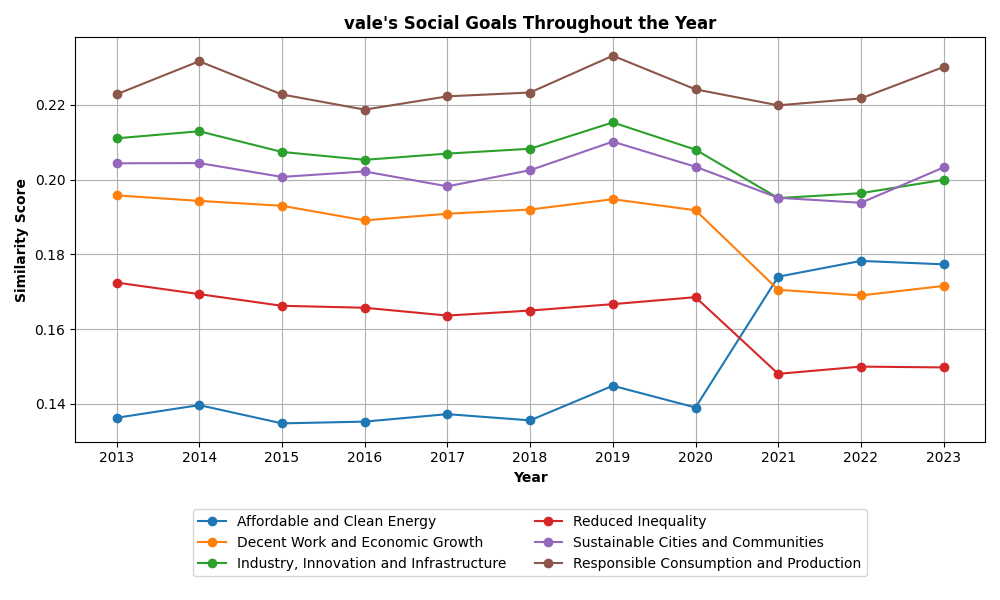 vale's Social Goals Throughout the Year
Similarity Score
0.22
0.20
0.18
0.16
0.14
2013 2014 2015 2016 2017 2018 2019 2020 2021 2022 2023
Year
Affordable and Clean Energy
Decent Work and Economic Growth
Industry, Innovation and Infrastructure
Reduced Inequality
Sustainable Cities and Communities
Responsible Consumption and Production